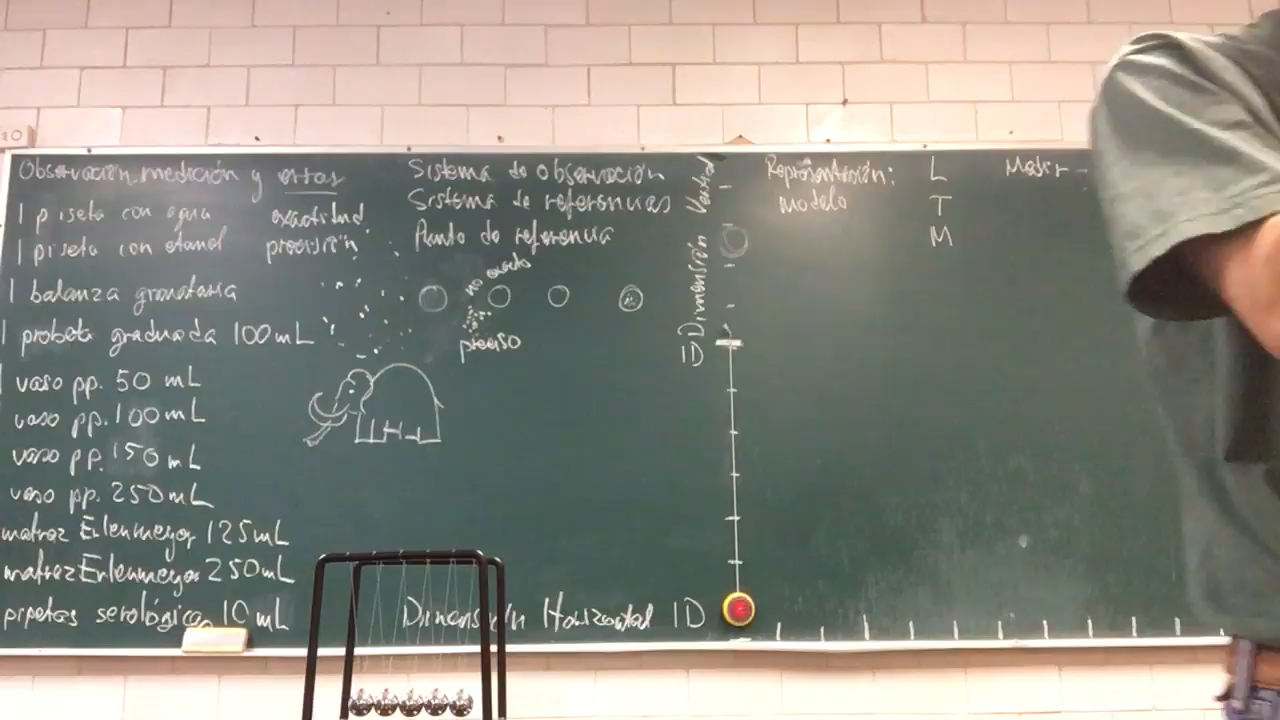 Observación, medición y error
1 piseta con agua
exactitud
1 piseta con etanol
precisión
1 balanza granataria
1 probeta graduada 100 mL
vaso pp. 50 mL
vaso pp. 100 mL
vaso pp. 150 mL
vaso pp. 250 mL
matraz Erlenmeyer 125 mL
matraz Erlenmeyer 250 mL
pipetas serológica 10 mL
Sistema de observación
Sistema de referencias
Punto de referencia
no exacto
preciso
1D Dimensión Vertical
Dimensión Horizontal 1D
Representación:
modelo
L
T
M
Medir -